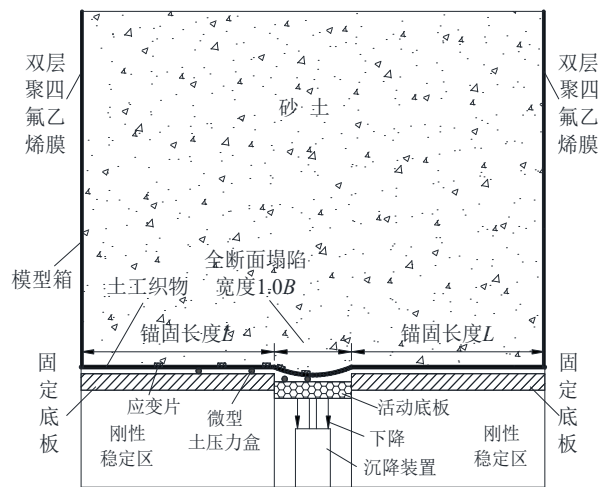 双层
聚四
氟乙
烯膜
双层
聚四
氟乙
烯膜
砂 土
模型箱
全断面塌陷
宽度1.0B
土工织物
锚固长度L
锚固长度L
固
定
底
板
固
定
底
板
应变片
微型
土压力盒
活动底板
刚性
稳定区
下降
沉降装置
刚性
稳定区